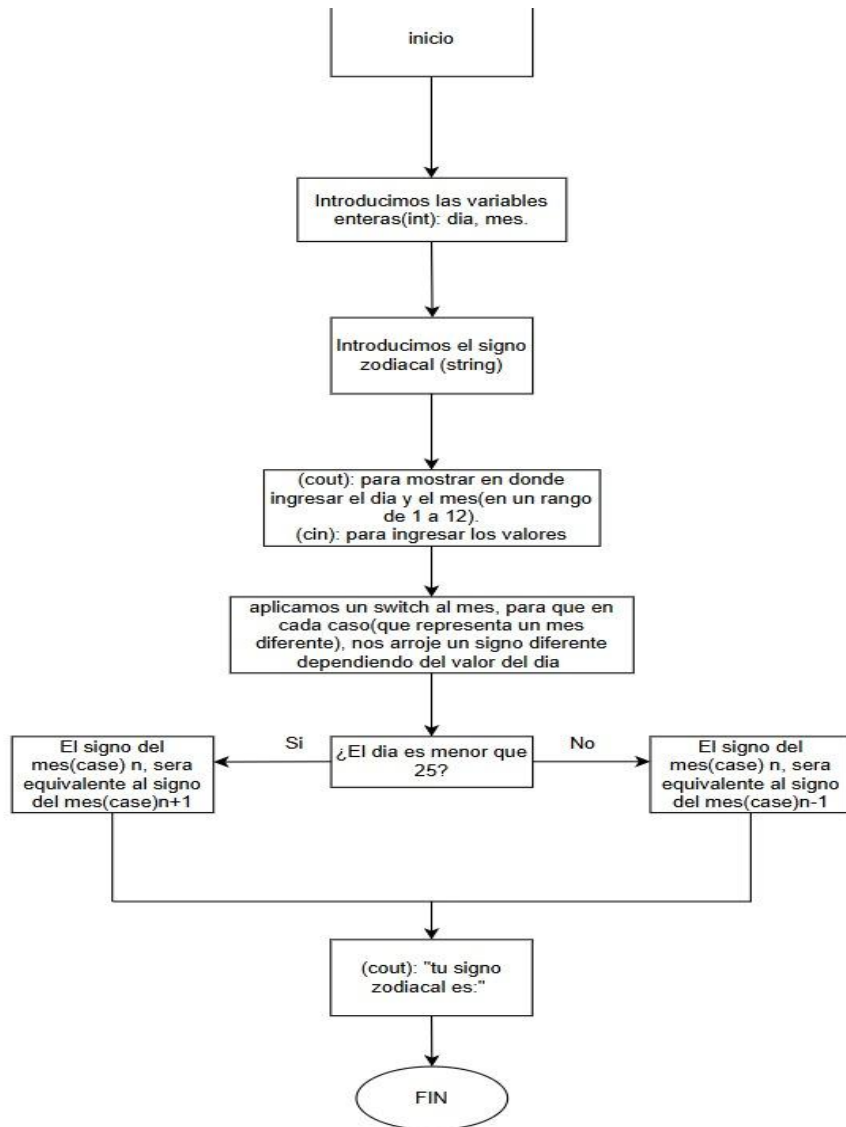 inicio
Introducimos las variables
enteras(int): dia, mes.
Introducimos el signo
zodiacal (string)
(cout): para mostrar en donde
ingresar el dia y el mes(en un rango
de 1 a 12).
(cin): para ingresar los valores
aplicamos un switch al mes, para que en
cada caso(que representa un mes
diferente), nos arroje un signo diferente
dependiendo del valor del dia
¿El dia es menor que
25?
Si
No
El signo del
mes(case) n, sera
equivalente al signo
del mes(case)n+1
El signo del
mes(case) n, sera
equivalente al signo
del mes(case)n-1
(cout): "tu signo
zodiacal es:"
FIN